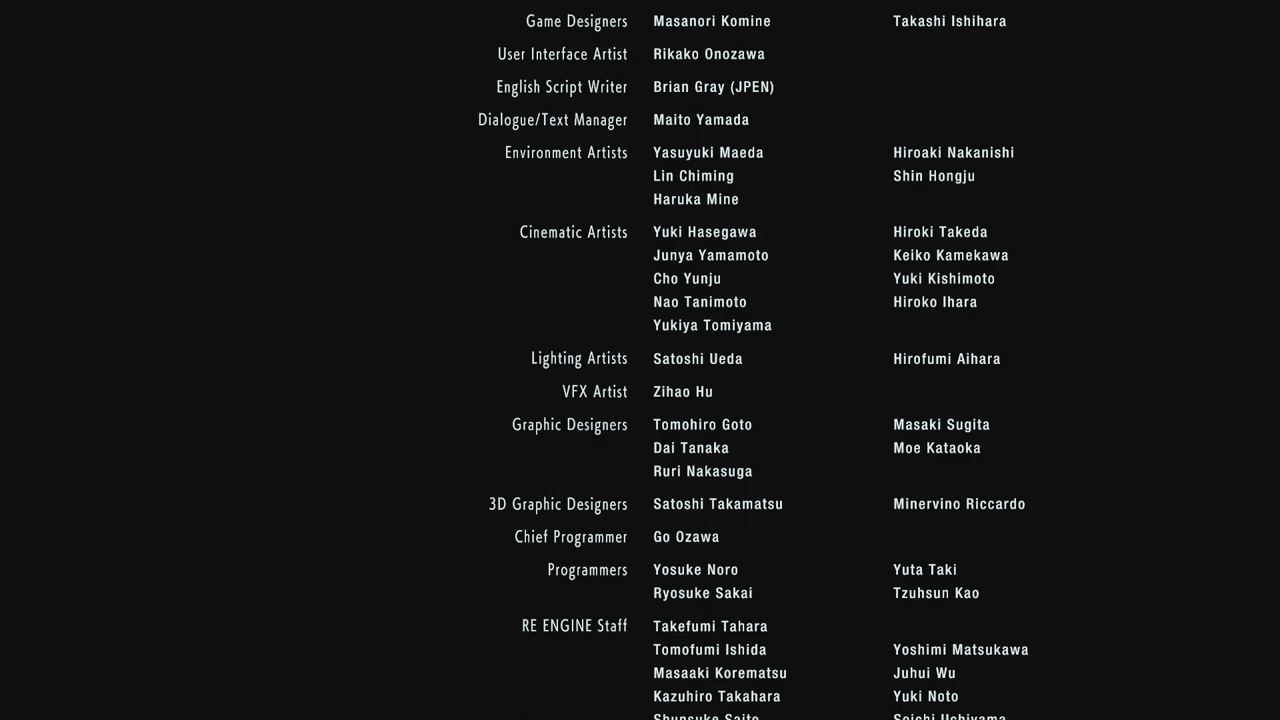 Game Designers Masanori Komine Takashi Ishihara
User Interface Artist Rikako Onozawa
English Script Writer Brian Gray (JPEN)
Dialogue/Text Manager Maito Yamada
Environment Artists Yasuyuki Maeda Hiroaki Nakanishi
Lin Chiming Shin Hongju
Haruka Mine
Cinematic Artists Yuki Hasegawa Hiroki Takeda
Junya Yamamoto Keiko Kamekawa
Cho Yunju Yuki Kishimoto
Nao Tanimoto Hiroko Ihara
Yukiya Tomiyama
Lighting Artists Satoshi Ueda Hirofumi Aihara
VFX Artist Zihao Hu
Graphic Designers Tomohiro Goto Masaki Sugita
Dai Tanaka Moe Kataoka
Ruri Nakasuga
3D Graphic Designers Satoshi Takamatsu Minervino Riccardo
Chief Programmer Go Ozawa
Programmers Yosuke Noro Yuta Taki
Ryosuke Sakai Tzuhsun Kao
RE ENGINE Staff Takefumi Tahara
Tomofumi Ishida Yoshimi Matsukawa
Masaaki Korematsu Juhui Wu
Kazuhiro Takahara Yuki Noto
Shunsuke Saito Soichi Uchiyama